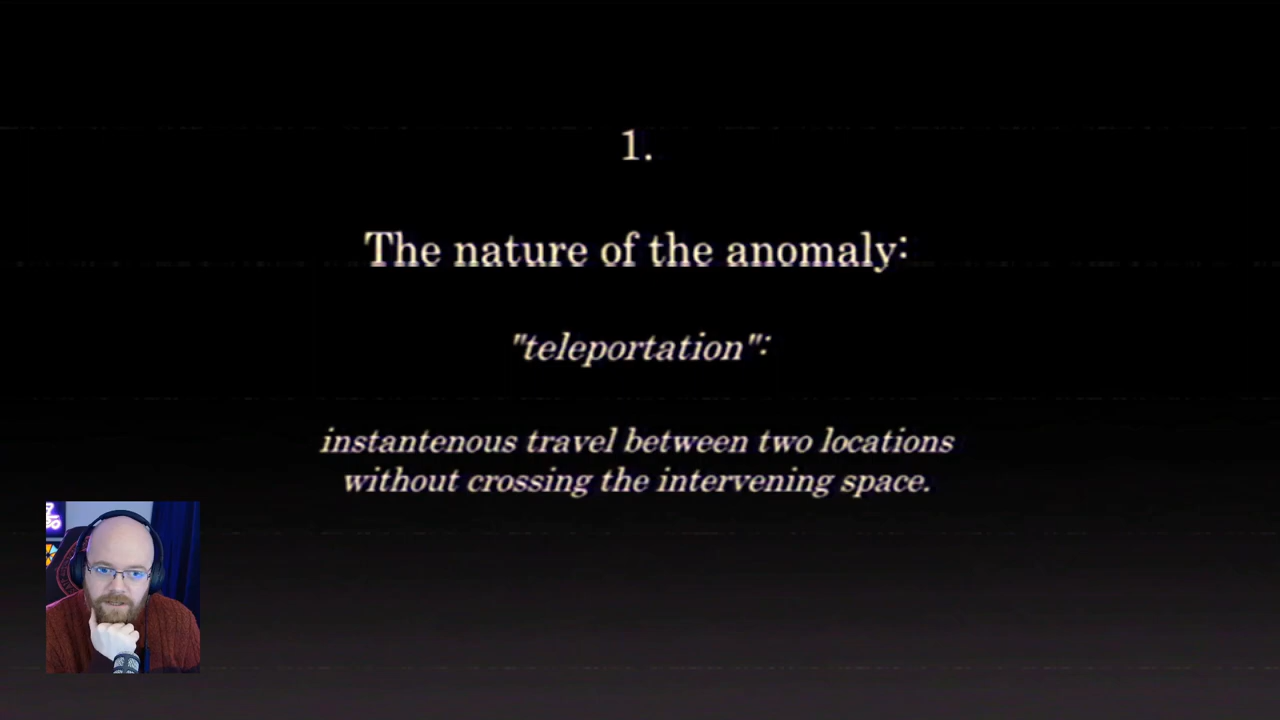 1.
The nature of the anomaly:
"teleportation":
instantenous travel between two locations
without crossing the intervening space.